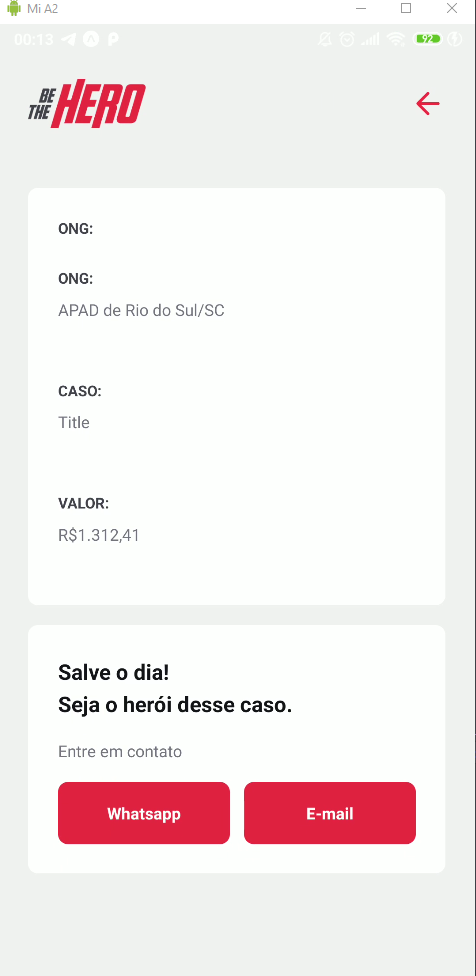 Mi A2
00:13
92
BE
THE HERO
ONG:
ONG:
APAD de Rio do Sul/SC
CASO:
Title
VALOR:
R$1.312,41
Salve o dia!
Seja o herói desse caso.
Entre em contato
Whatsapp E-mail